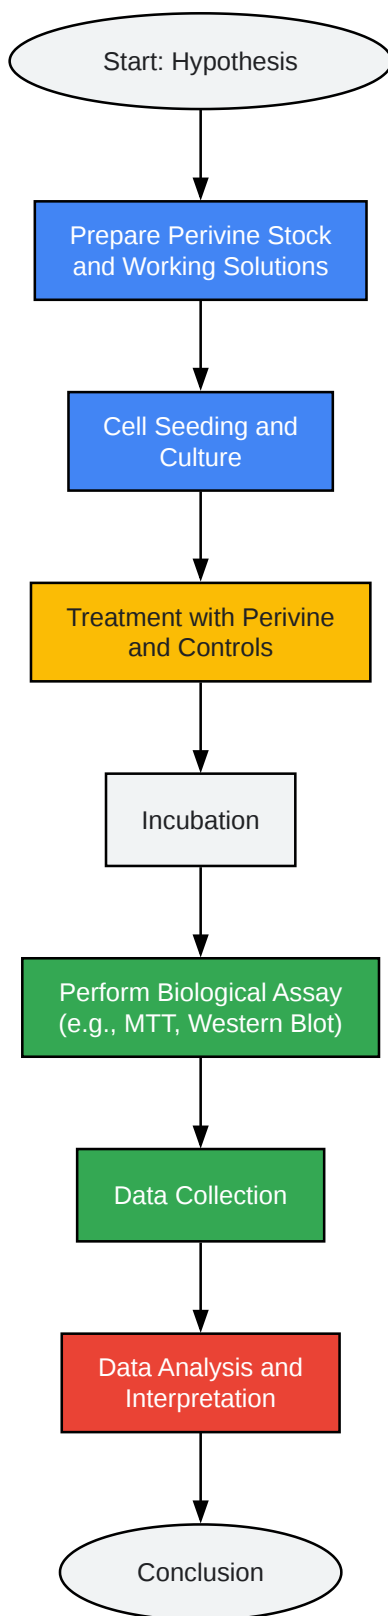 Start: Hypothesis
Prepare Perivine Stock
and Working Solutions
Cell Seeding and
Culture
Treatment with Perivine
and Controls
Incubation
Perform Biological Assay
(e.g., MTT, Western Blot)
Data Collection
Data Analysis and
Interpretation
Conclusion